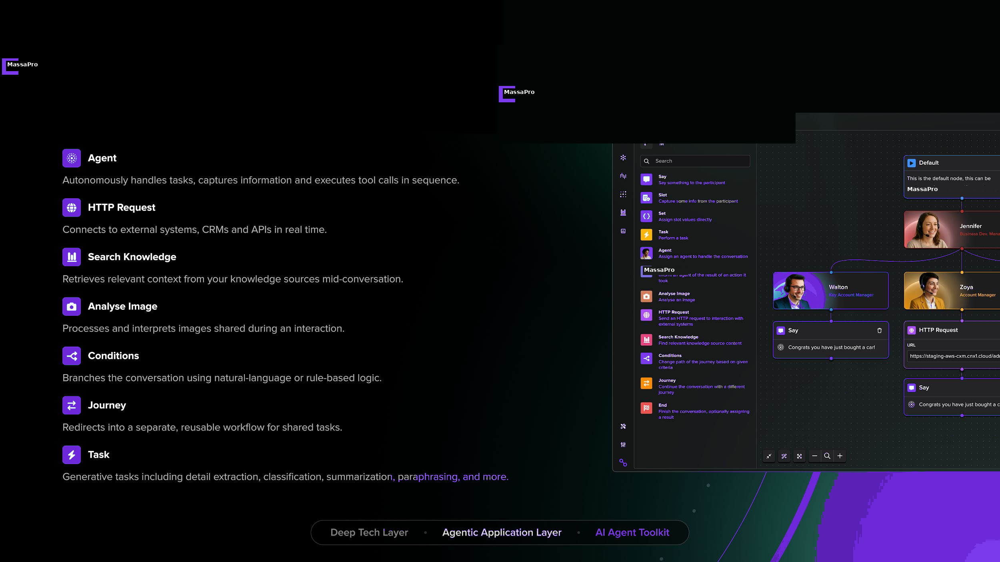 MassaPro
MassaPro
Agent
Autonomously handles tasks, captures information and executes tool calls in sequence.
HTTP Request
Connects to external systems, CRMs and APIs in real time.
Search Knowledge
Retrieves relevant context from your knowledge sources mid-conversation.
Analyse Image
Processes and interprets images shared during an interaction.
Conditions
Branches the conversation using natural-language or rule-based logic.
Journey
Redirects into a separate, reusable workflow for shared tasks.
Task
Generative tasks including detail extraction, classification, summarization, paraphrasing, and more.
Search
Say
Say something to the participant
Slot
Capture some info from the participant
Set
Assign slot values directly
Task
Perform a task
Agent
Assign an agent to handle the conversation
MassaPro
Inform an agent of the result of an action it
took
Analyse Image
Analyse an image
HTTP Request
Send an HTTP request to interaction with
external systems
Search Knowledge
Find relevant knowledge source content
Conditions
Change path of the journey based on given
criteria
Journey
Continue the conversation with a different
journey
End
Finish the conversation, optionally assigning
a result
Default
This is the default node, this can be
MassaPro
Jennifer
Business Dev.
Walton
Key Account Manager
Zoya
Account Manager
Say
Congrats you have just bought a car!
HTTP Request
URL
https://staging-aws-cxm.cnx1.cloud/ad
Say
Congrats you have just bought a
Deep Tech Layer • Agentic Application Layer • AI Agent Toolkit